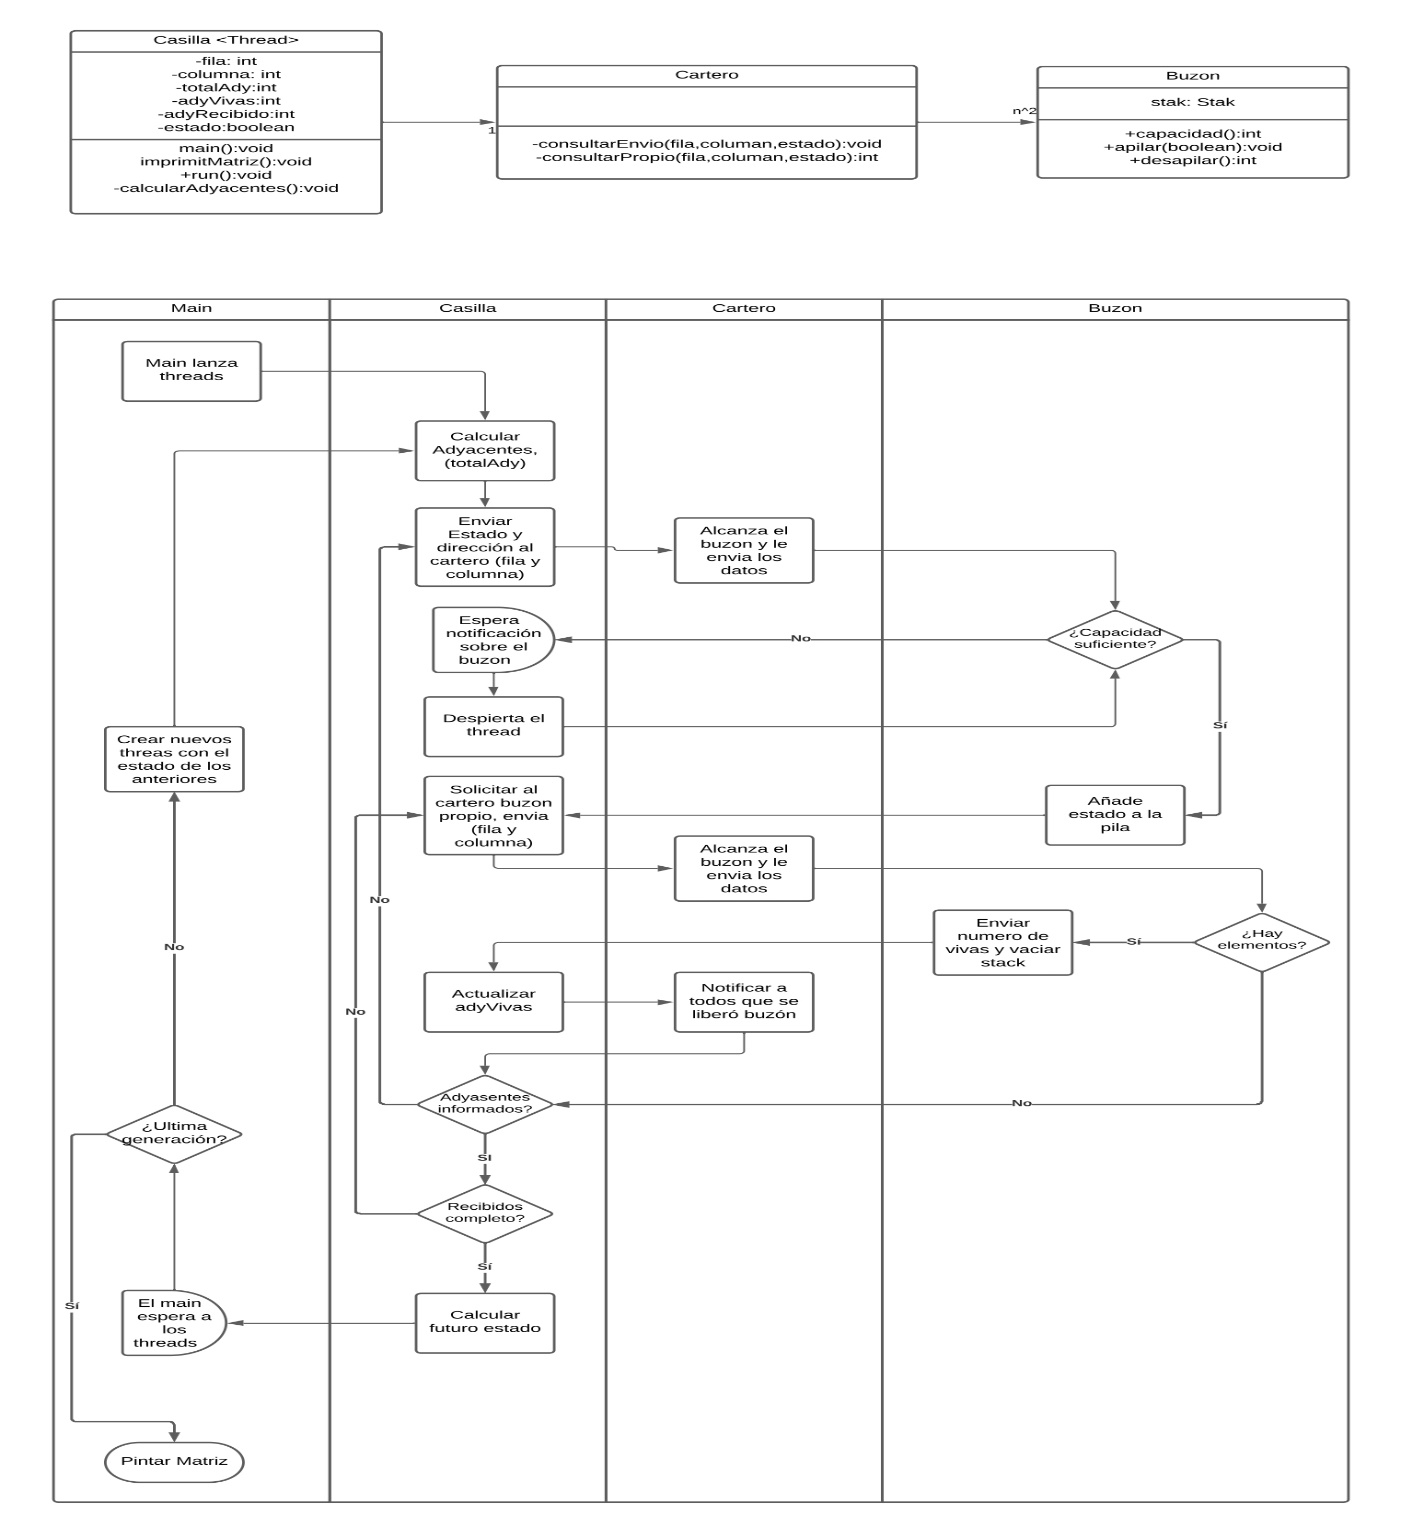 Casilla <Thread>
-fila: int
-columna: int
-totalAdy:int
-adyVivas:int
-adyRecibido:int
-estado:boolean
main():void
imprimitMatriz():void
+run():void
-calcularAdyacentes():void
1
Cartero
-consultarEnvio(fila,columan,estado):void
-consultarPropio(fila,columan,estado):int
n^2
Buzon
stak: Stak
+capacidad():int
+apilar(boolean):void
+desapilar():int
Main
Casilla
Cartero
Buzon
Main lanza
threads
Calcular
Adyacentes,
(totalAdy)
Enviar
Estado y
dirección al
cartero (fila y
columna)
Alcanza el
buzon y le
envia los
datos
¿Capacidad
suficiente?
No
Espera
notificación
sobre el
buzon
Despierta el
thread
Sí
Crear nuevos
threas con el
estado de los
anteriores
Añade
estado a la
pila
Solicitar al
cartero buzon
propio, envia
(fila y
columna)
Alcanza el
buzon y le
envia los
datos
No
¿Hay
elementos?
Sí
Enviar
numero de
vivas y vaciar
stack
No
Actualizar
adyVivas
Notificar a
todos que se
liberó buzón
No
Adyasentes
informados?
No
¿Ultima
generación?
SI
Recibidos
completo?
Sí
Calcular
futuro estado
El main
espera a
los
threads
Sí
Pintar Matriz